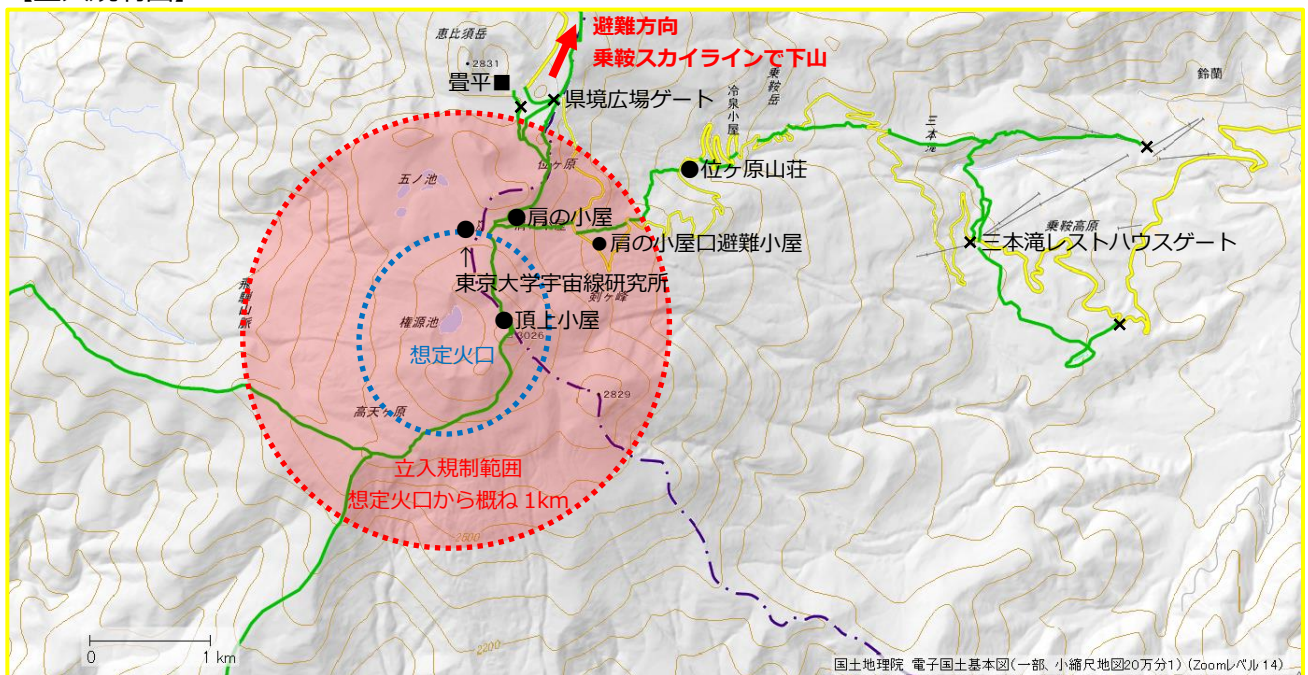 避難方向
乗鞍スカイラインで下山
恵比須岳
・2831
畳平■
県境広場ゲート
乗鞍岳
冷泉小屋
鈴蘭
三本滝
位ヶ原
位ヶ原山荘
五ノ池
肩の小屋
肩の小屋口避難小屋
乗鞍高原
三本滝レストハウスゲート
↑
東京大学宇宙線研究所
剣ヶ峰
飛騨山脈
権現池
頂上小屋
3026
想定火口
・2829
高天ヶ原
立入規制範囲
想定火口から概ね 1km
2600
2200
0 1 km
国土地理院 電子国土基本図(一部、小縮尺地図20万分1) (Zoomレベル 14)